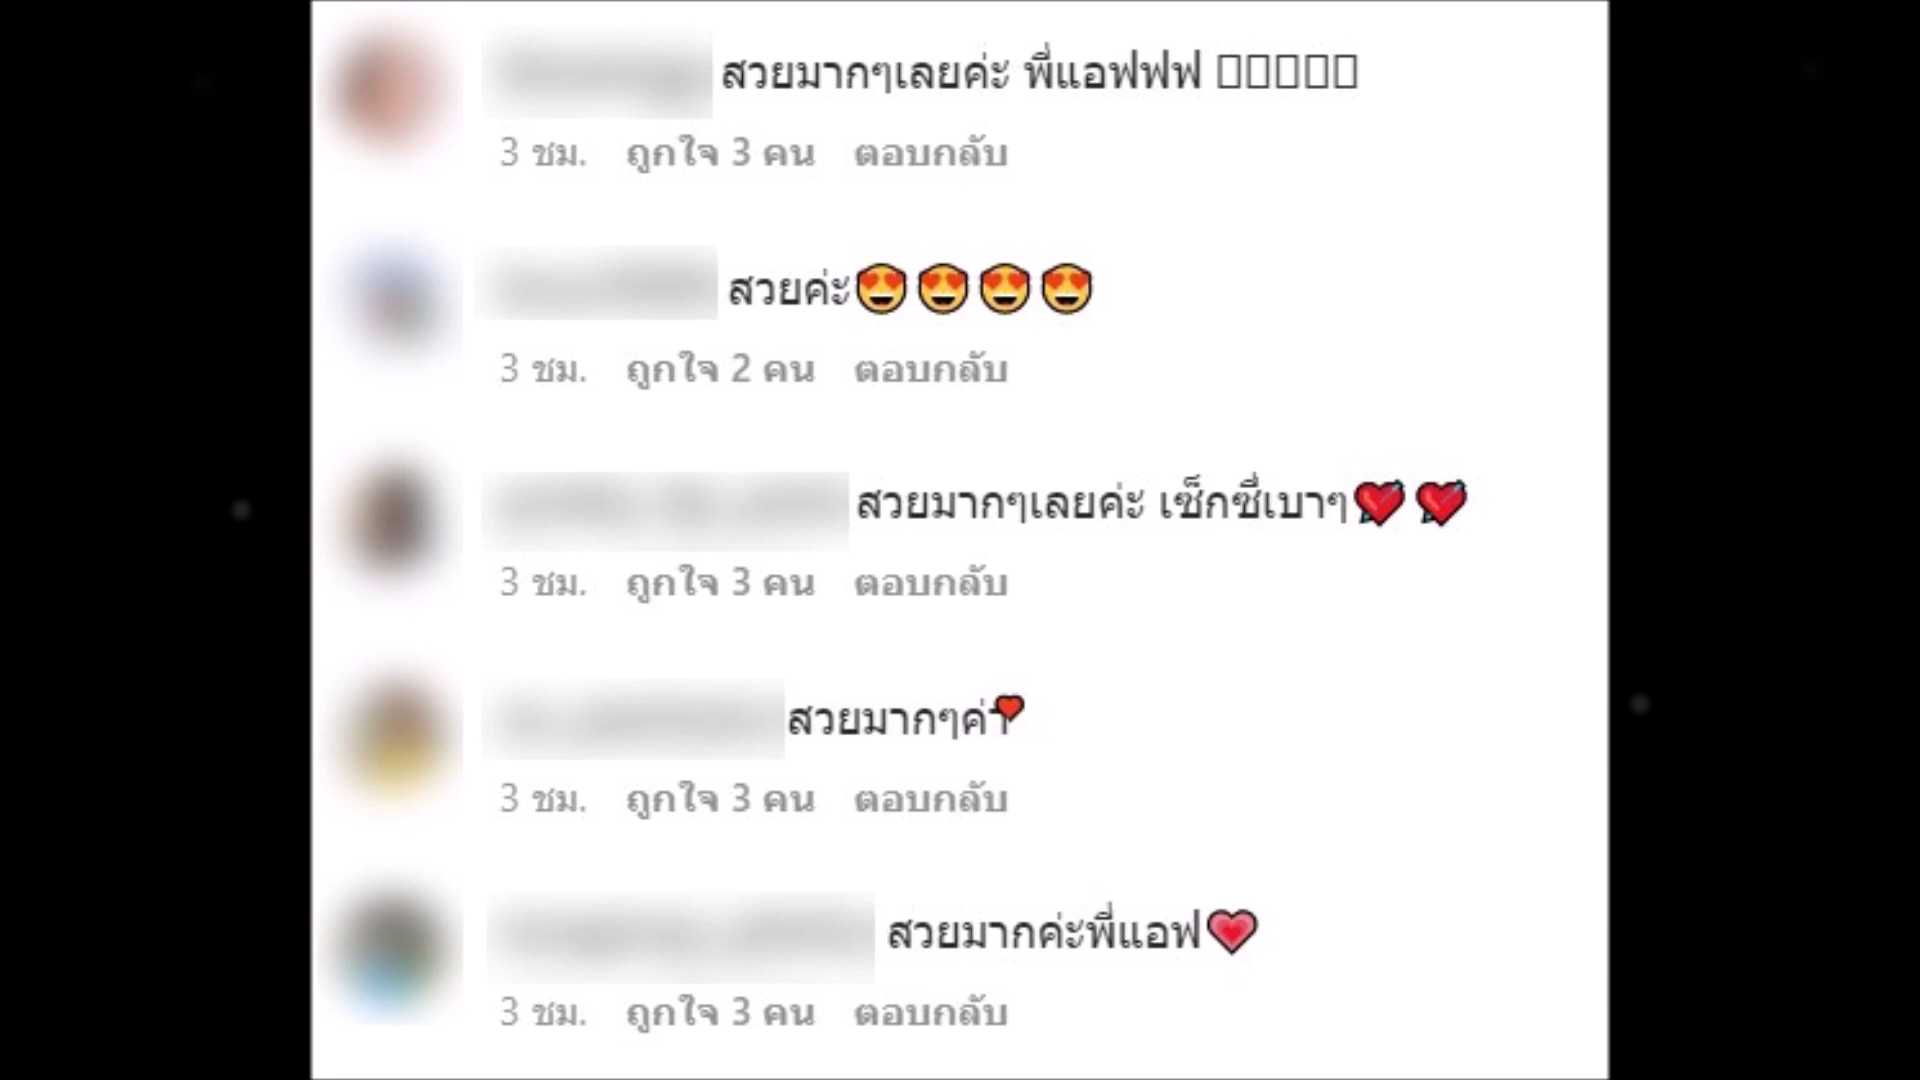 สวยมากๆเลยค่ะ พี่แอฟฟฟ
3 ชม. ถูกใจ 3 คน ตอบกลับ
สวยค่ะ😍😍😍😍
3 ชม. ถูกใจ 2 คน ตอบกลับ
สวยมากๆเลยค่ะ เซ็กซี่เบาๆ💘💘
3 ชม. ถูกใจ 3 คน ตอบกลับ
สวยมากๆค่า❤
3 ชม. ถูกใจ 3 คน ตอบกลับ
สวยมากค่ะพี่แอฟ💗
3 ชม. ถูกใจ 3 คน ตอบกลับ